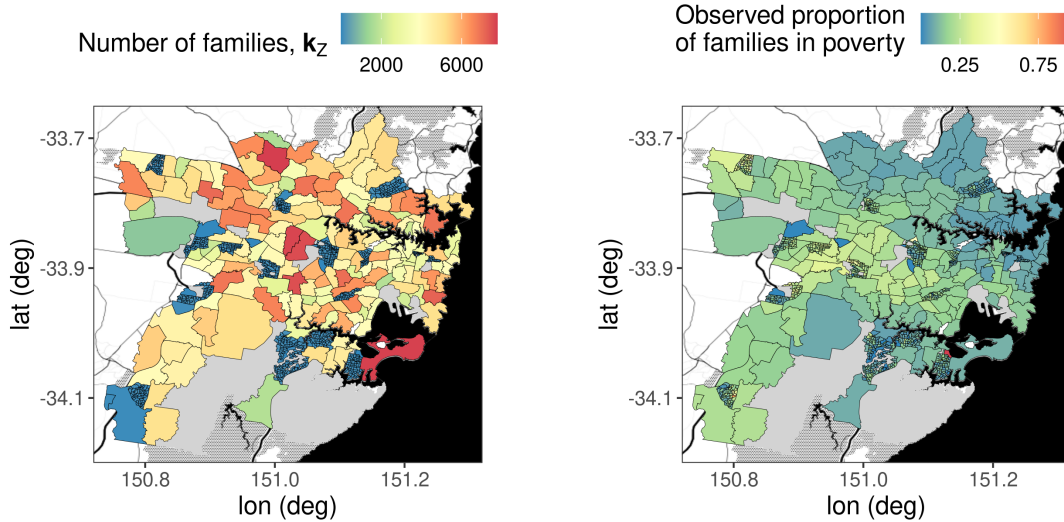 Number of families, k_Z
2000 6000
Observed proportion
of families in poverty
0.25 0.75
lat (deg)
-33.7
-33.9
-34.1
150.8 151.0 151.2
lon (deg)
lat (deg)
-33.7
-33.9
-34.1
150.8 151.0 151.2
lon (deg)